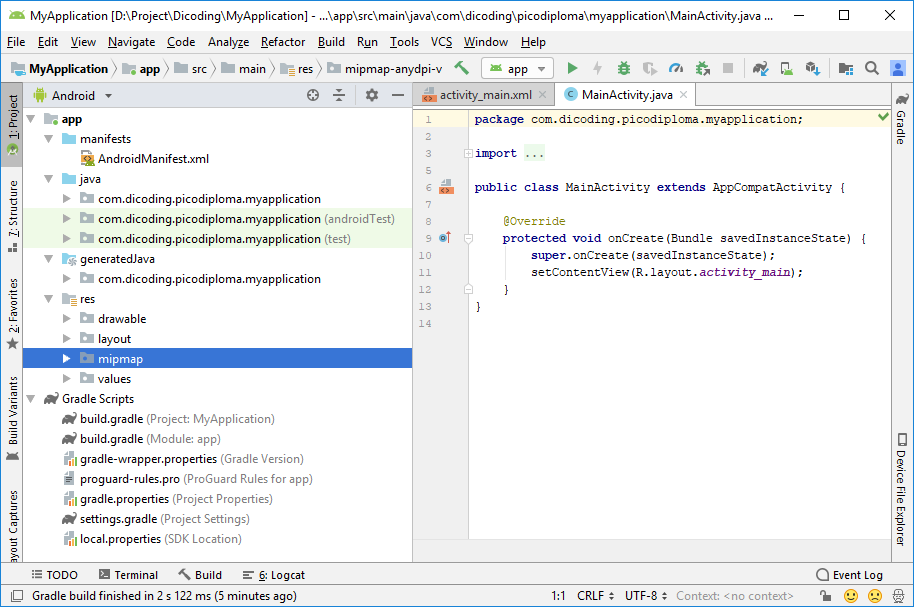 MyApplication [D:\Project\Dicoding\MyApplication] - ...\app\src\main\java\com\dicoding\picodiploma\myapplication\MainActivity.java ...
File Edit View Navigate Code Analyze Refactor Build Run Tools VCS Window Help
MyApplication app src main res mipmap-anydpi-v app
1: Project
7: Structure
2: Favorites
Build Variants
ayout Captures
Android
app
manifests
AndroidManifest.xml
java
com.dicoding.picodiploma.myapplication
com.dicoding.picodiploma.myapplication (androidTest)
com.dicoding.picodiploma.myapplication (test)
generatedJava
com.dicoding.picodiploma.myapplication
res
drawable
layout
mipmap
values
Gradle Scripts
build.gradle (Project: MyApplication)
build.gradle (Module: app)
gradle-wrapper.properties (Gradle Version)
proguard-rules.pro (ProGuard Rules for app)
gradle.properties (Project Properties)
settings.gradle (Project Settings)
local.properties (SDK Location)
activity_main.xml MainActivity.java
1 package com.dicoding.picodiploma.myapplication;
2
3 import ...
5
6 public class MainActivity extends AppCompatActivity {
7
8 @Override
9 protected void onCreate(Bundle savedInstanceState) {
10 super.onCreate(savedInstanceState);
11 setContentView(R.layout.activity_main);
12 }
13 }
14
Gradle
Device File Explorer
TODO Terminal Build 6: Logcat Event Log
Gradle build finished in 2 s 122 ms (5 minutes ago) 1:1 CRLF UTF-8 Context: <no context>